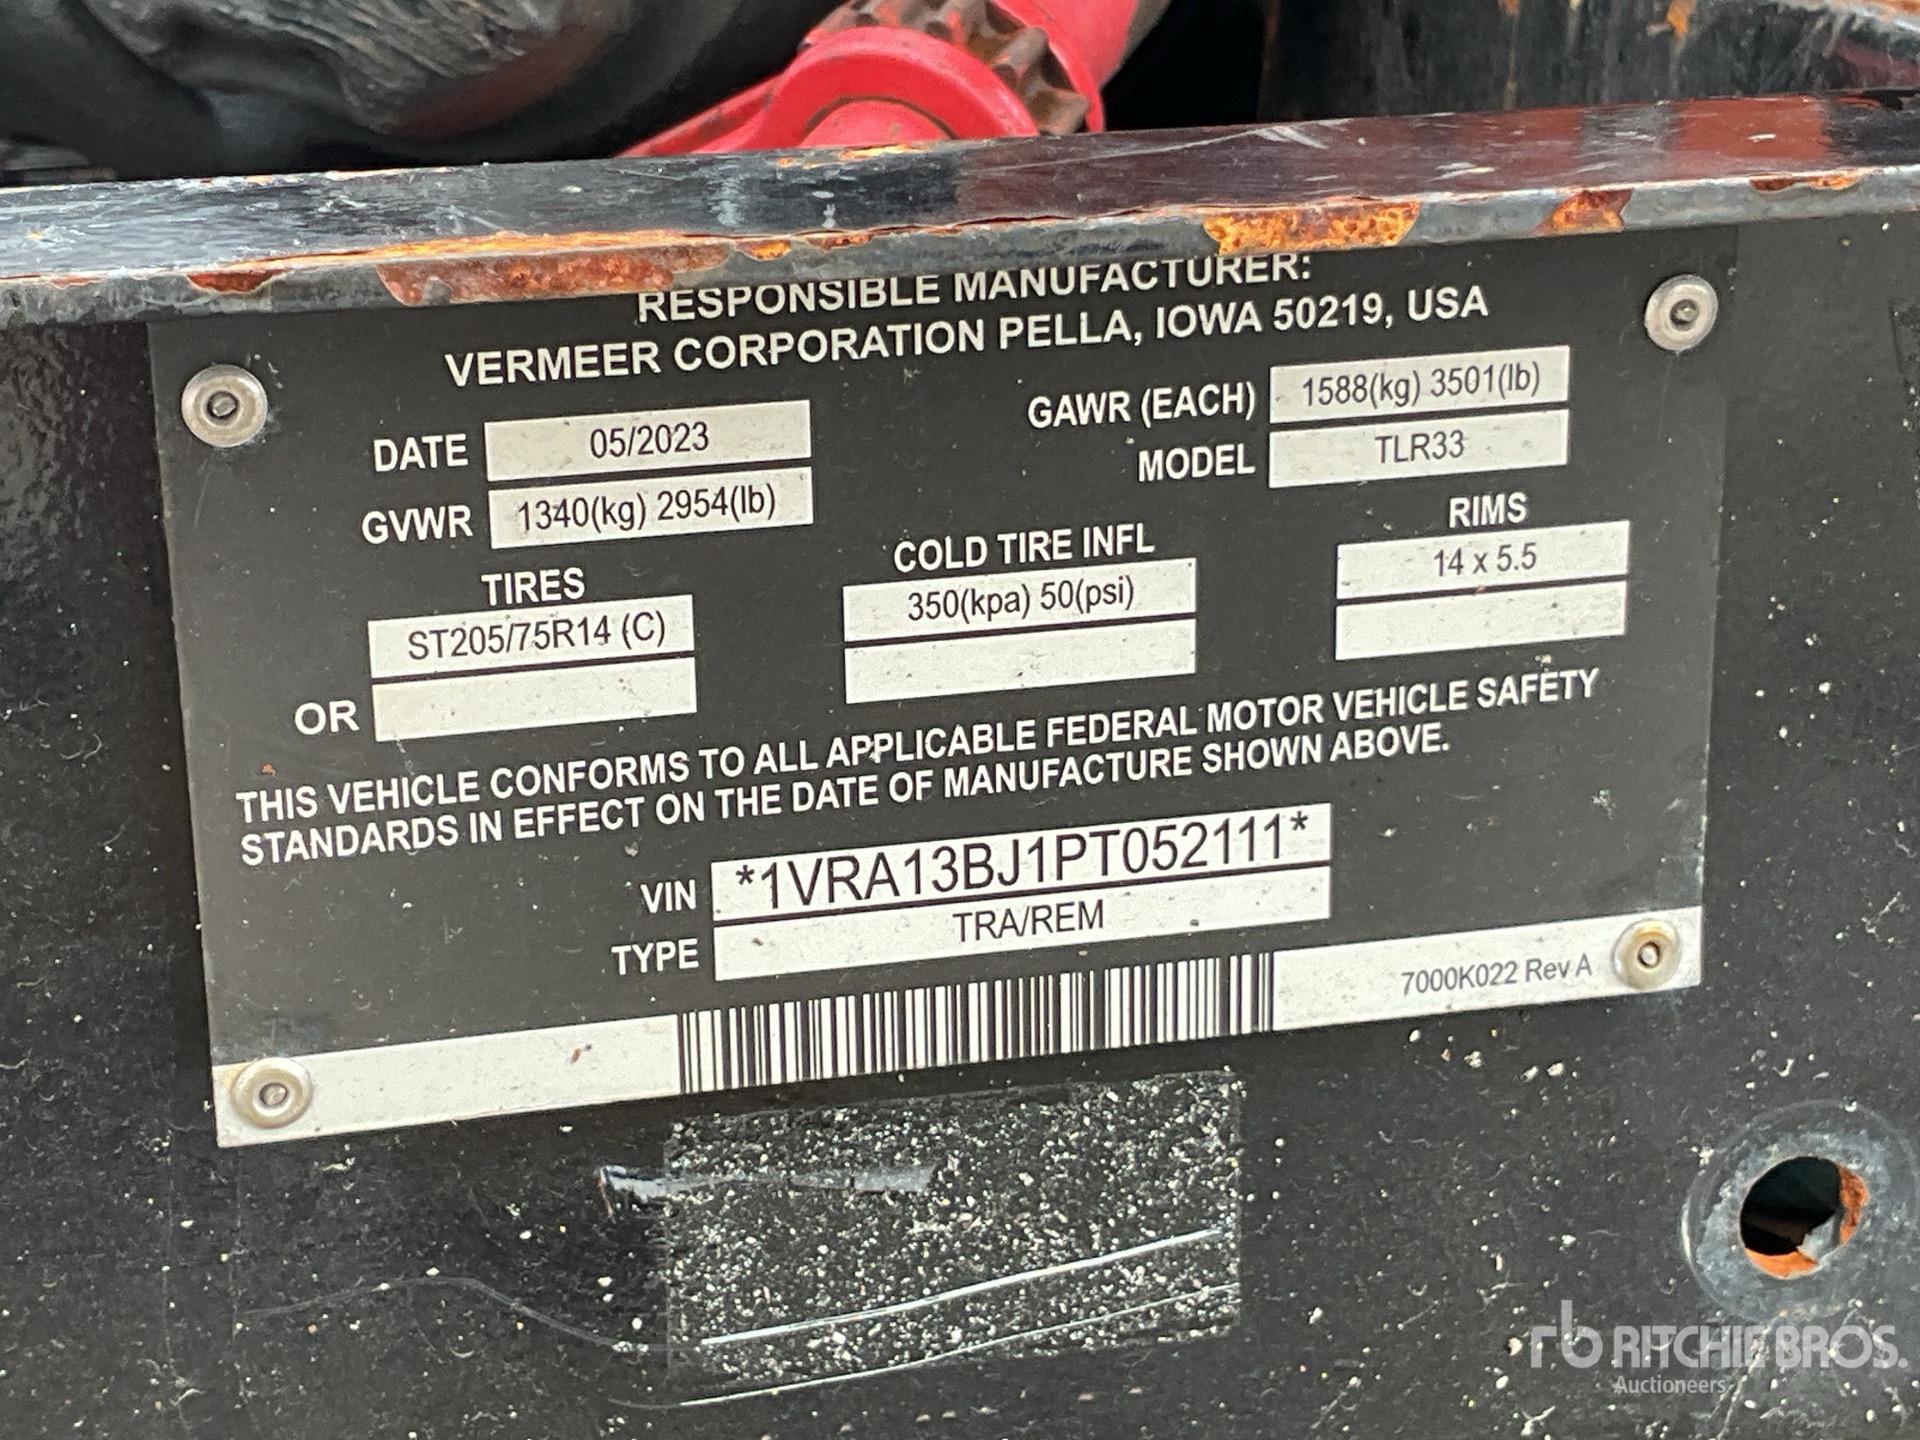 RESPONSIBLE MANUFACTURER:
VERMEER CORPORATION PELLA, IOWA 50219, USA
DATE 05/2023
GAWR (EACH) 1588(kg) 3501(lb)
GVWR 1340(kg) 2954(lb)
MODEL TLR33
TIRES COLD TIRE INFL RIMS
ST205/75R14 (C) 350(kpa) 50(psi) 14 x 5.5
OR
THIS VEHICLE CONFORMS TO ALL APPLICABLE FEDERAL MOTOR VEHICLE SAFETY
STANDARDS IN EFFECT ON THE DATE OF MANUFACTURE SHOWN ABOVE.
VIN *1VRA13BJ1PT052111*
TYPE TRA/REM
7000K022 Rev A
rb RITCHIE BROS.
Auctioneers